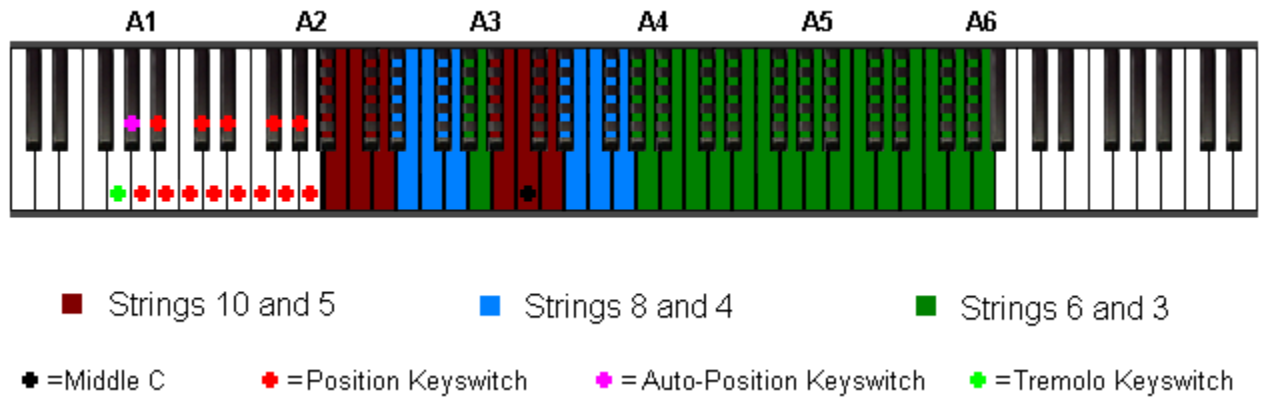 A1 A2 A3 A4 A5 A6
Strings 10 and 5 Strings 8 and 4 Strings 6 and 3
=Middle C =Position Keyswitch =Auto-Position Keyswitch =Tremolo Keyswitch